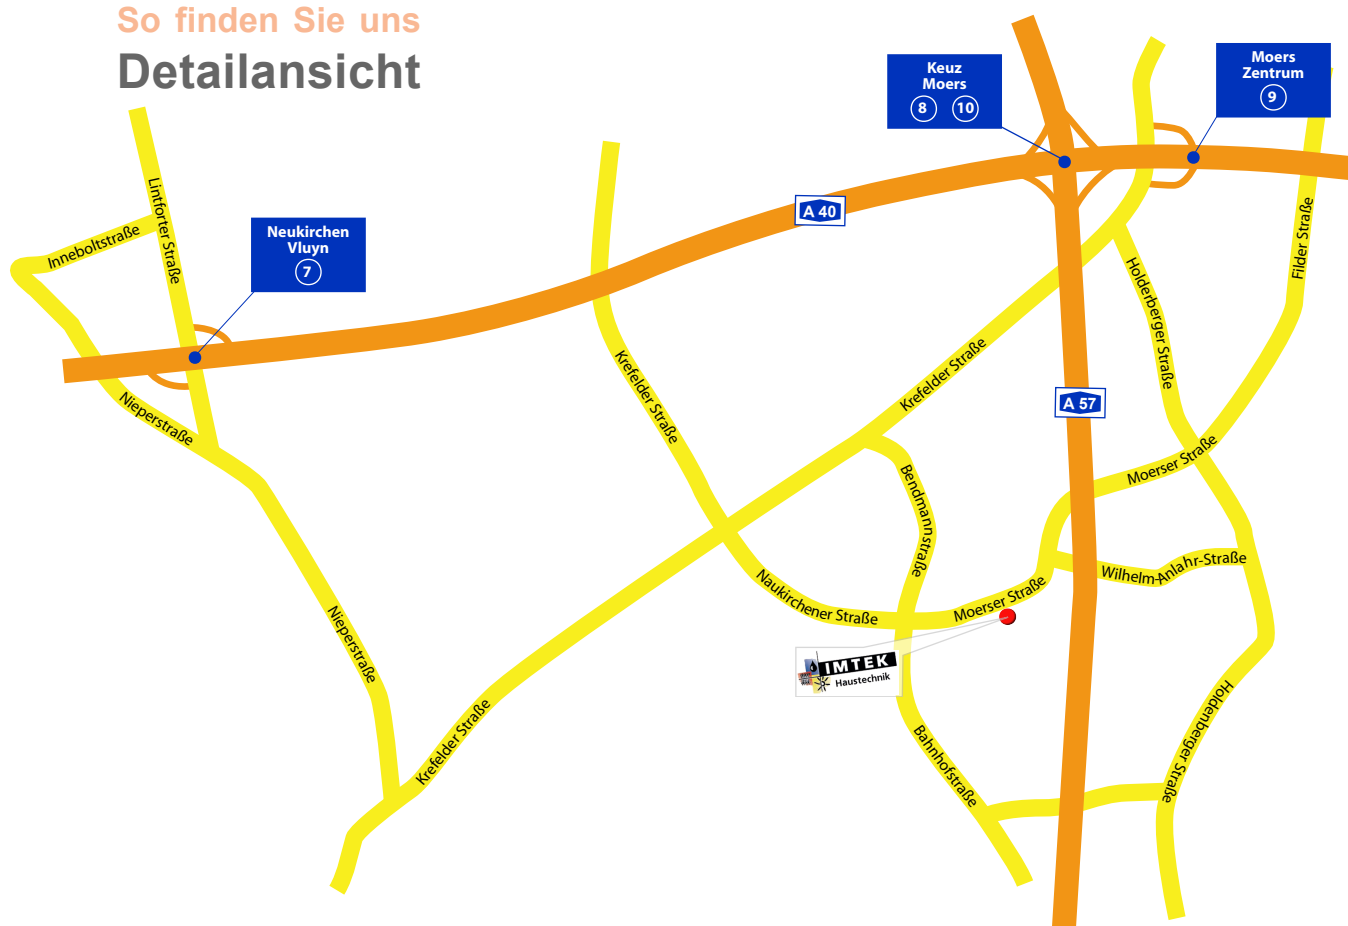 So finden Sie uns
Detailansicht
Keuz
Moers
8 10
Moers
Zentrum
9
A 40
Lintforter Straße
Inneboltstraße
Neukirchen
Vluyn
7
Filder Straße
Holderberger Straße
Krefelder Straße
Krefelder Straße
A 57
Nieperstraße
Moerser Straße
Bendmannstraße
Wilhelm-Anlahr-Straße
Naukirchener Straße
Moerser Straße
Nieperstraße
IMTEK
Haustechnik
Krefelder Straße
Bahnhofstraße
Holdenberger Straße